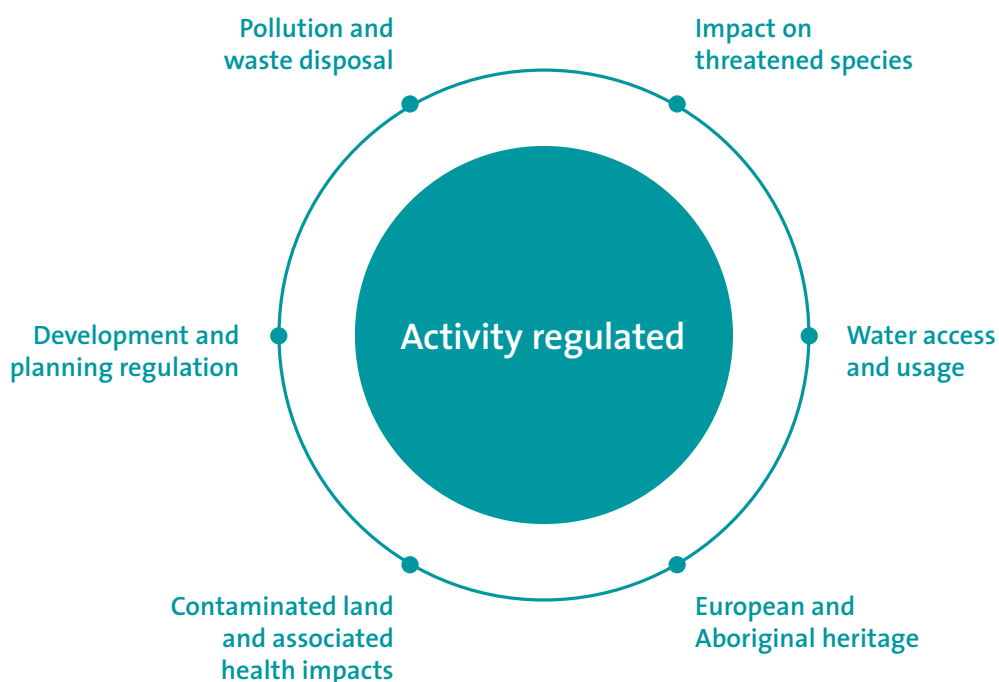 Pollution and
waste disposal
Impact on
threatened species
Development and
planning regulation
Activity regulated
Water access
and usage
Contaminated land
and associated
health impacts
European and
Aboriginal heritage